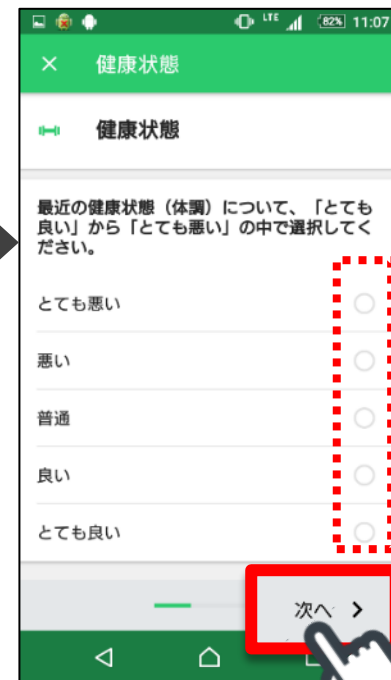 LTE 82% 11:07
× 健康状態
健康状態
最近の健康状態（体調）について、「とても
良い」から「とても悪い」の中で選択してく
ださい。
とても悪い
悪い
普通
良い
とても良い
次へ